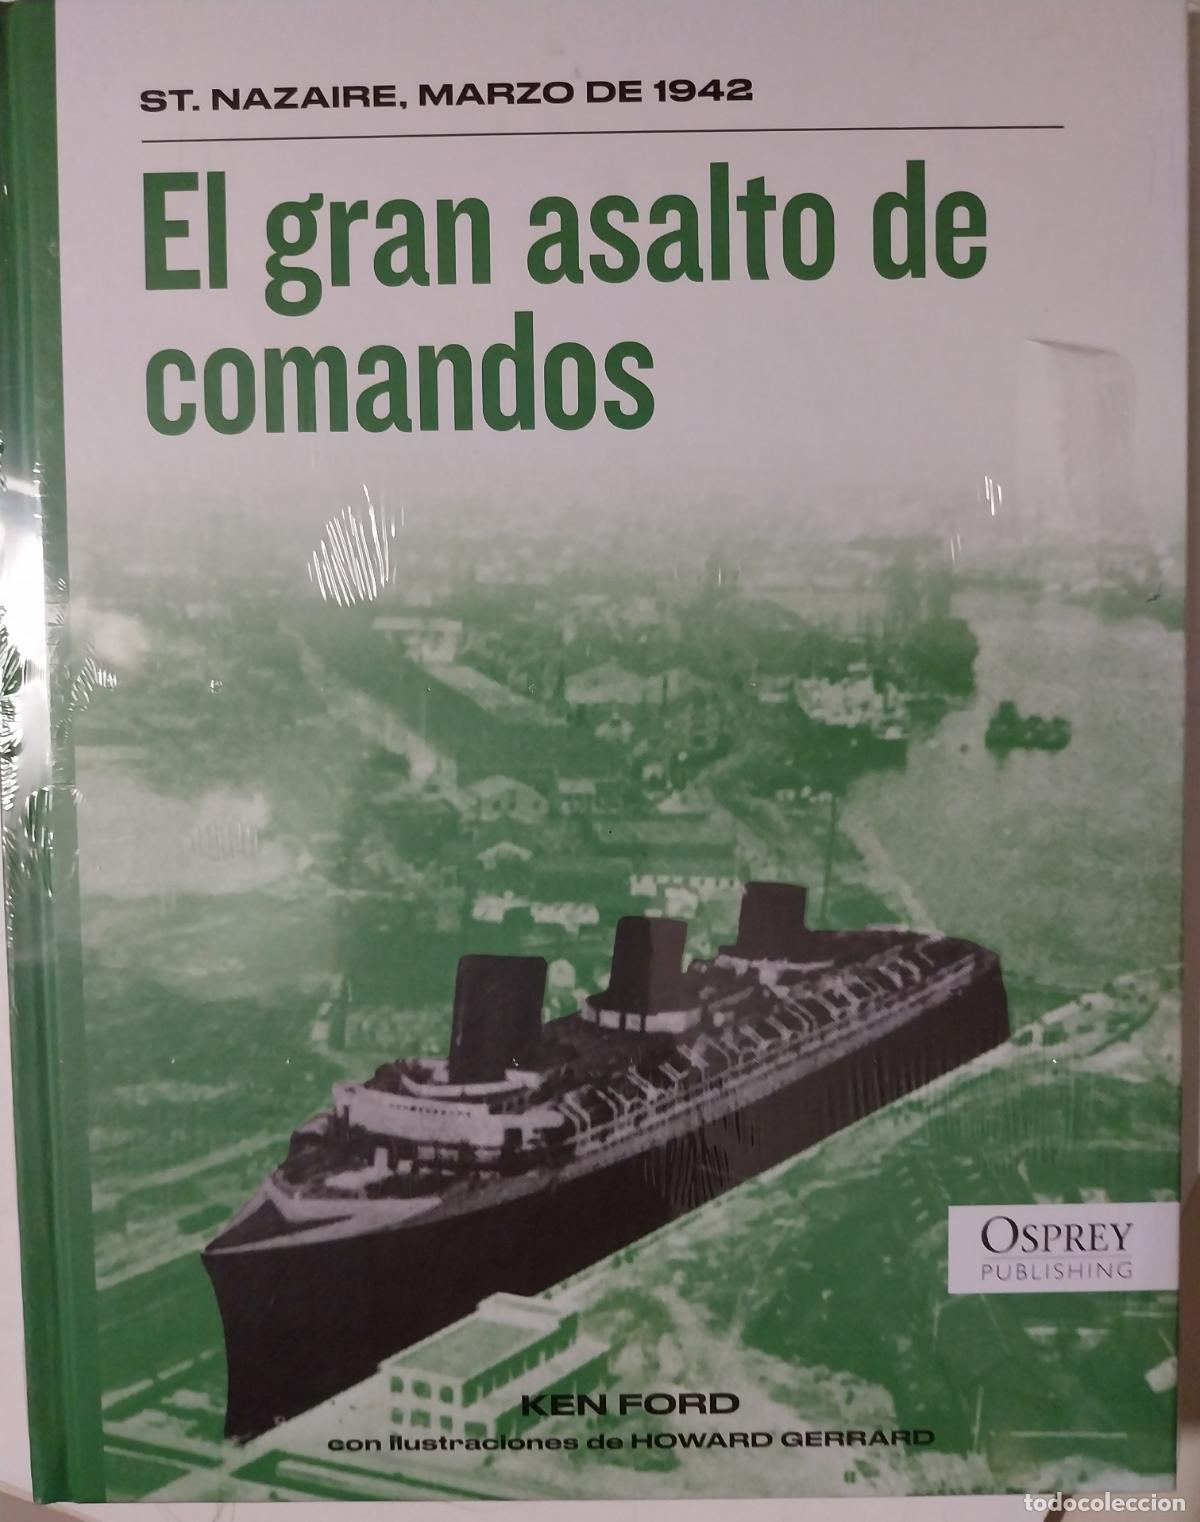 ST. NAZAIRE, MARZO DE 1942
El gran asalto de
comandos
OSPREY
PUBLISHING
KEN FORD
con ilustraciones de HOWARD GERRARD
todocoleccion